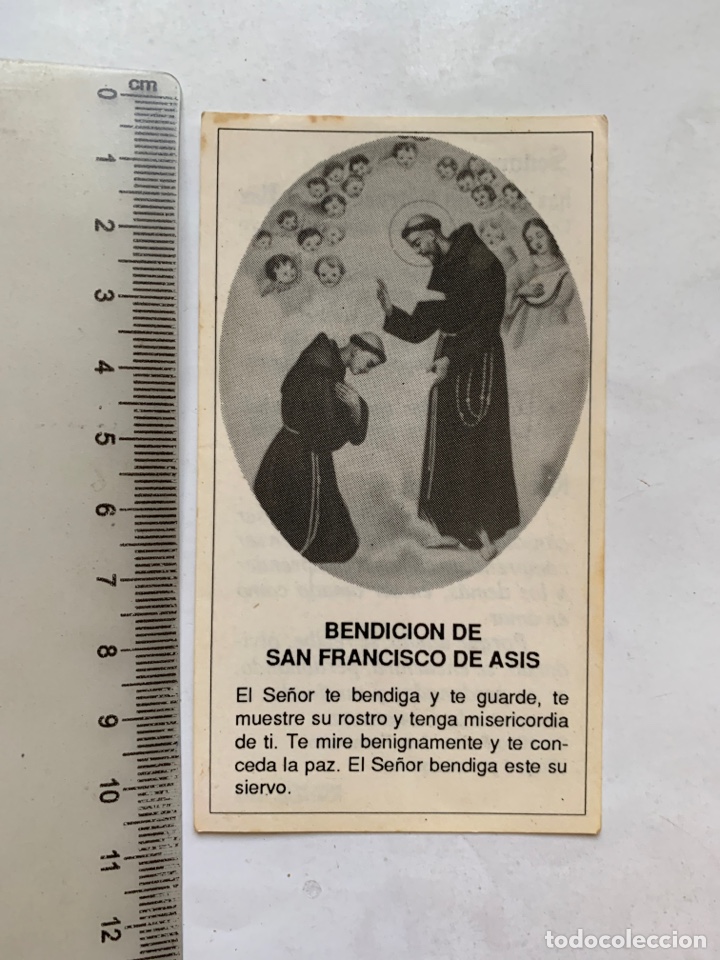 cm
0
1
2
3
4
5
6
7
8
9
10
11
12
BENDICION DE
SAN FRANCISCO DE ASIS
El Señor te bendiga y te guarde, te
muestre su rostro y tenga misericordia
de ti. Te mire benignamente y te con-
ceda la paz. El Señor bendiga este su
siervo.
todocoleccion